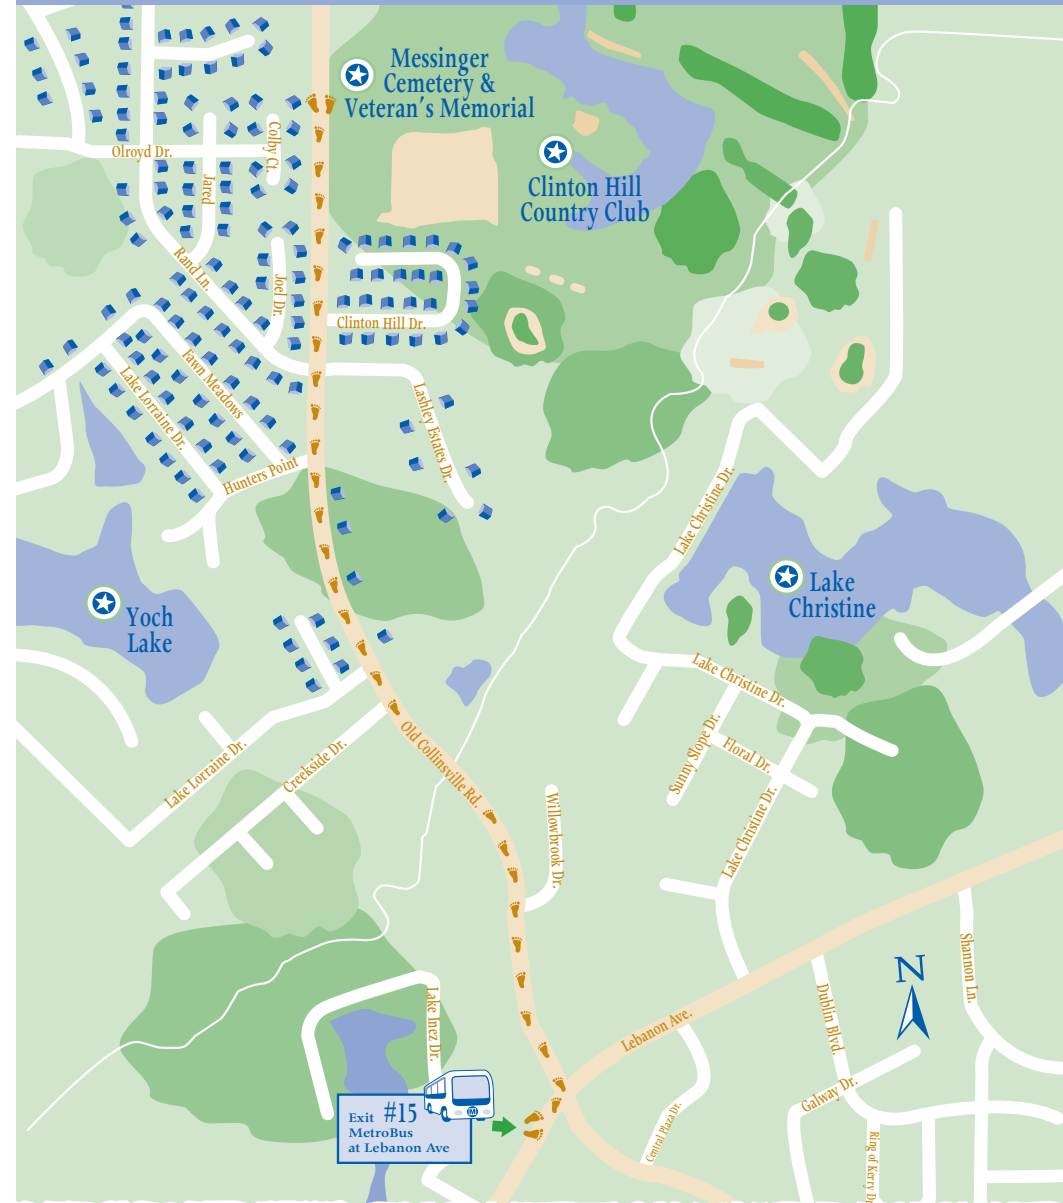 Messinger
Cemetery &
Veteran's Memorial
Clinton Hill
Country Club
Olroyd Dr.
Colby Ct.
Jared
Rand Ln.
Joel Dr.
Clinton Hill Dr.
Fawn Meadows
Lake Lorraine Dr.
Lashley Estates Dr.
Hunters Point
Lake Christine Dr.
Lake
Christine
Yoch
Lake
Lake Christine Dr.
Sunny Slope Dr.
Floral Dr.
Old Collinsville Rd.
Lake Lorraine Dr.
Creekside Dr.
Willowbrook Dr.
Lake Christine Dr.
Shannon Ln.
N
Dublin Blvd.
Lake Inez Dr.
Lebanon Ave.
Galway Dr.
Central Plaza Dr.
Ring of Kerry Dr
M
Exit #15
MetroBus
at Lebanon Ave